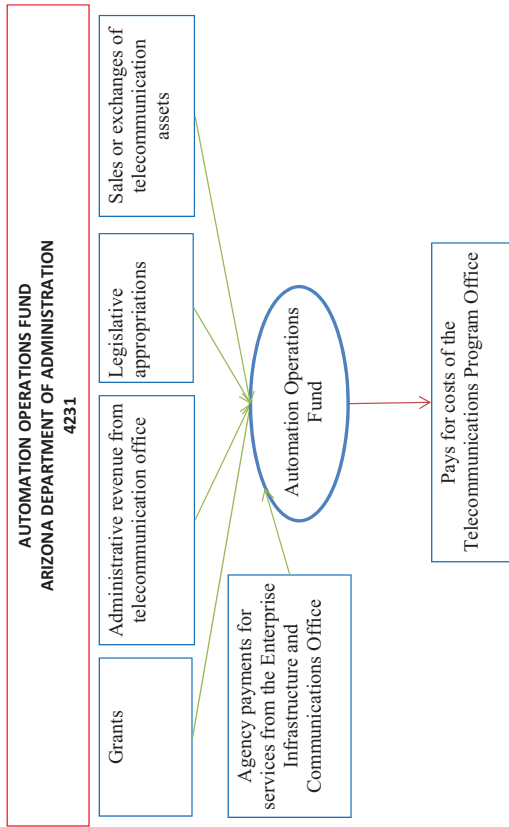 AUTOMATION OPERATIONS FUND
ARIZONA DEPARTMENT OF ADMINISTRATION
4231
Grants
Administrative revenue from
telecommunication office
Legislative
appropriations
Sales or exchanges of
telecommunication
assets
Agency payments for
services from the Enterprise
Infrastructure and
Communications Office
Automation Operations
Fund
Pays for costs of the
Telecommunications Program Office